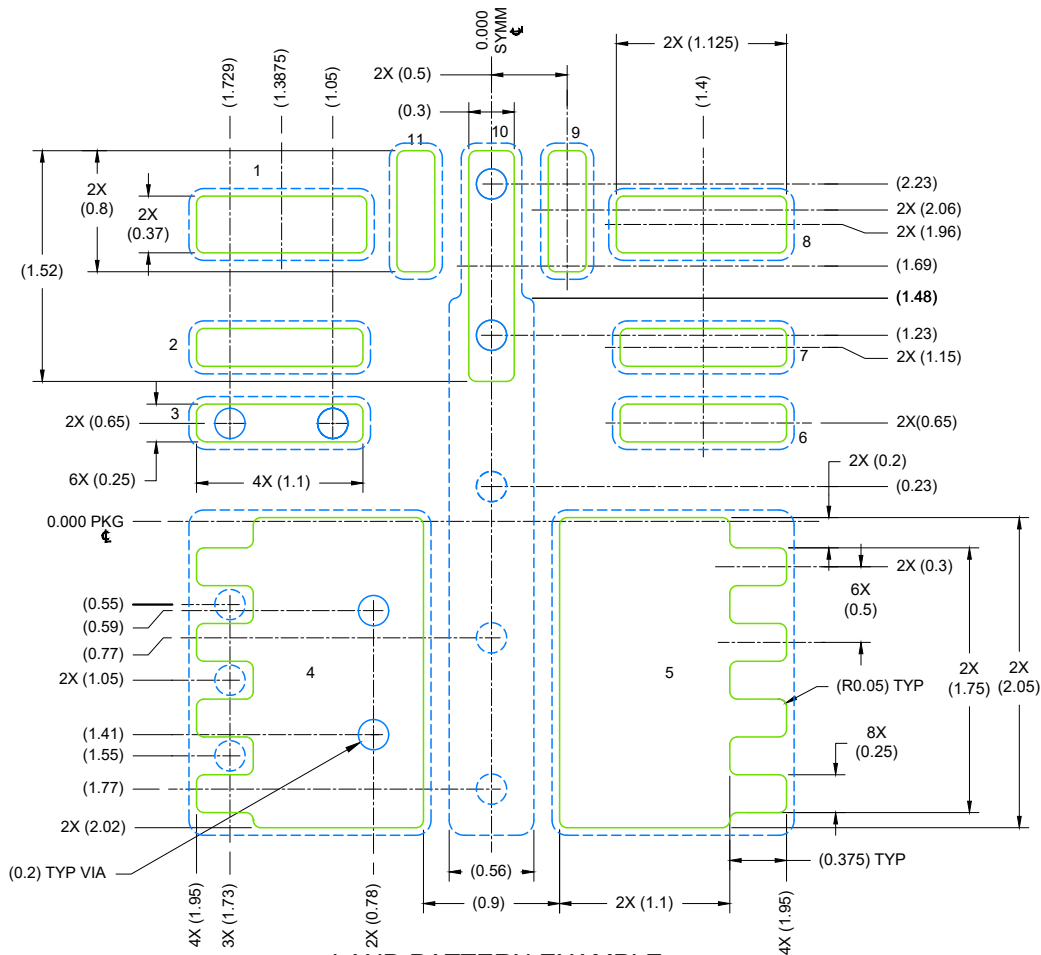 0.000
SYMM
℄
2X (1.125)
2X (0.5)
(1.729)
(1.3875)
(1.05)
(1.4)
(0.3)
11
10
9
1
2X
(0.8)
2X
(0.37)
(1.52)
(2.23)
2X (2.06)
2X (1.96)
8
(1.69)
(1.48)
(1.23)
2X (1.15)
2
7
3
6
2X (0.65)
2X(0.65)
6X (0.25)
4X (1.1)
2X (0.2)
(0.23)
0.000 PKG
℄
2X (0.3)
6X
(0.5)
(0.55)
(0.59)
(0.77)
4
5
2X (1.05)
2X
(1.75)
2X
(2.05)
(R0.05) TYP
(1.41)
(1.55)
8X
(0.25)
(1.77)
2X (2.02)
(0.2) TYP VIA
(0.56)
(0.375) TYP
(0.9)
2X (1.1)
4X (1.95)
3X (1.73)
2X (0.78)
4X (1.95)
LAND PATTERN EXAMPLE